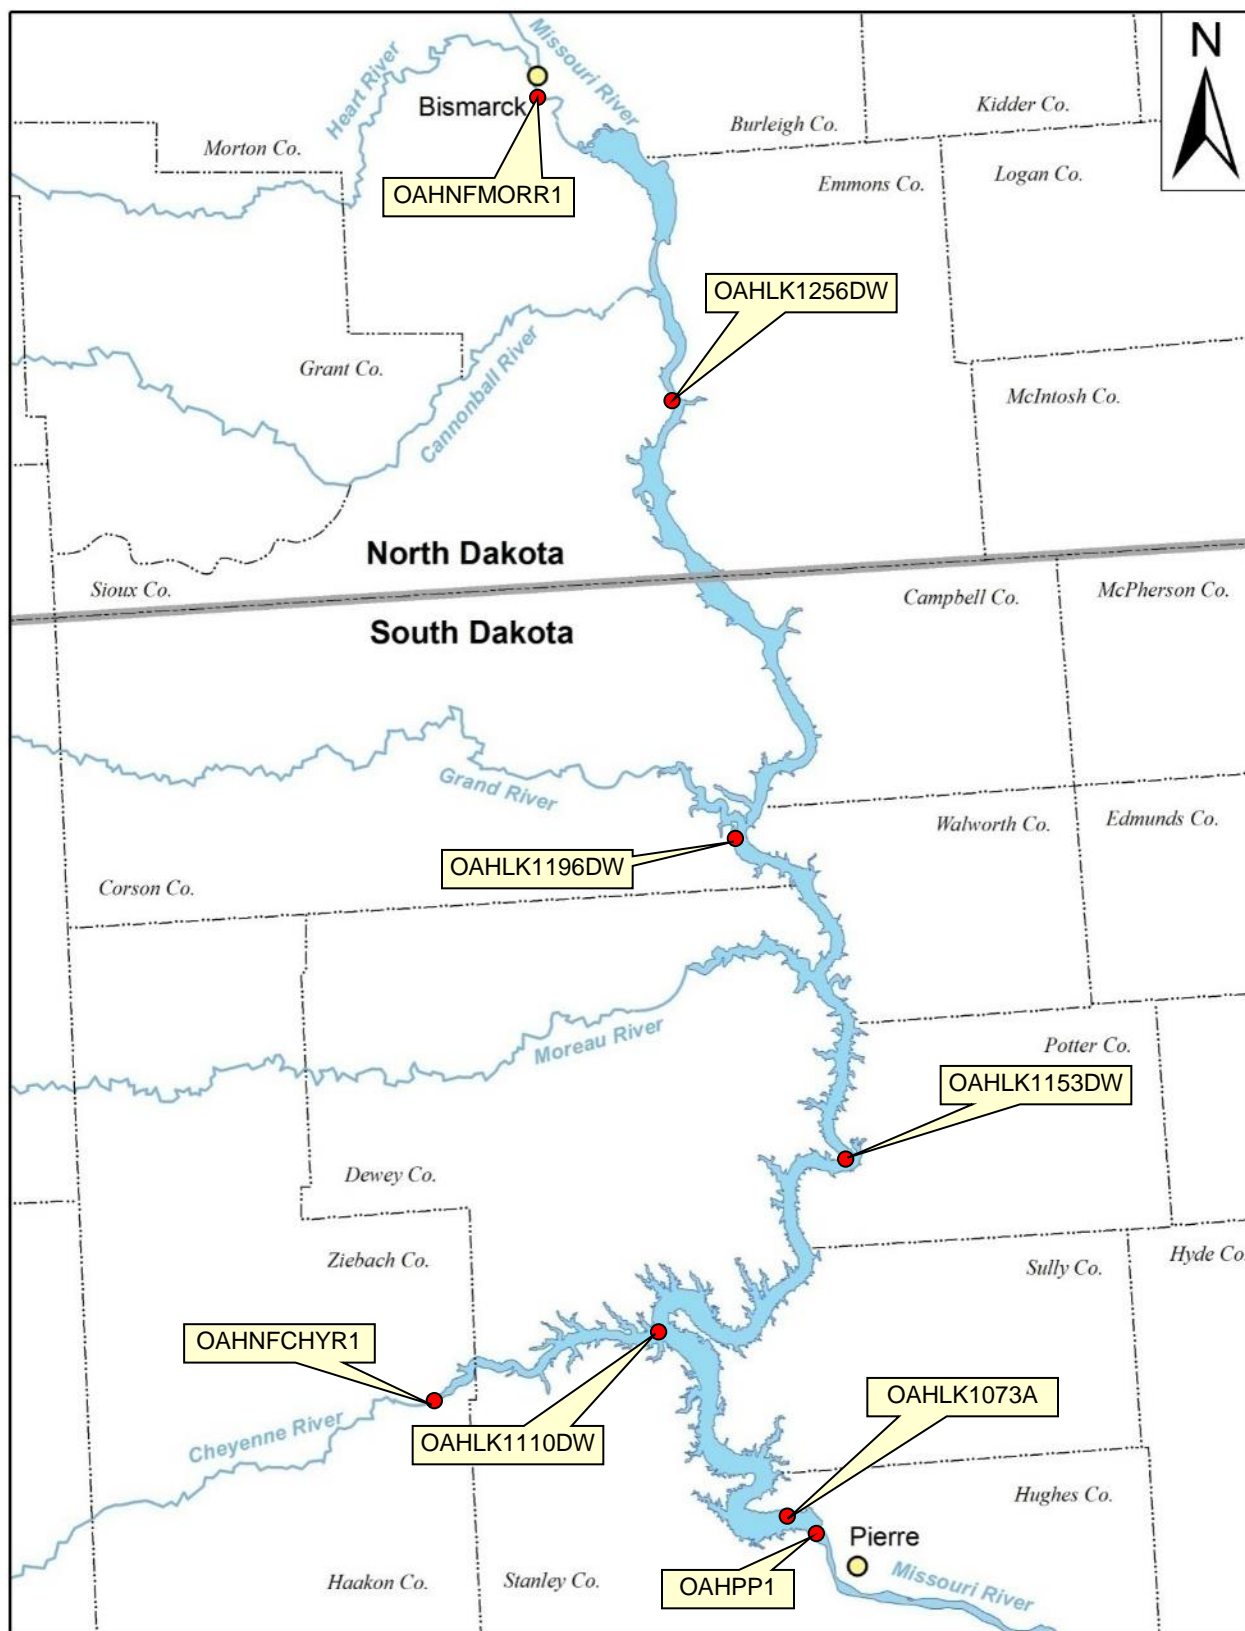 N
Missouri River
Heart River
Bismarck
Kidder Co.
Burleigh Co.
Morton Co.
Logan Co.
Emmons Co.
OAHNFMORR1
OAHLK1256DW
Cannonball River
Grant Co.
McIntosh Co.
North Dakota
Sioux Co.
Campbell Co.
McPherson Co.
South Dakota
Grand River
Walworth Co.
Edmunds Co.
OAHLK1196DW
Corson Co.
Moreau River
Potter Co.
OAHLK1153DW
Dewey Co.
Ziebach Co.
Sully Co.
Hyde Co.
OAHNFCHYR1
OAHLK1073A
Cheyenne River
OAHLK1110DW
Hughes Co.
Pierre
Haakon Co.
Stanley Co.
OAHPP1
Missouri River